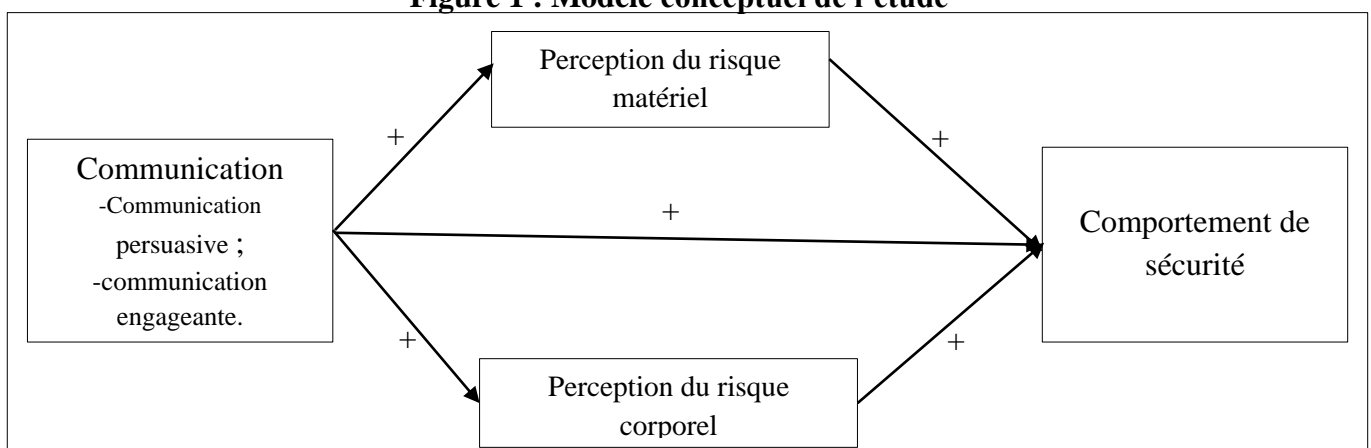 Figure 1 : Modèle conceptuel de l'étude
Perception du risque
matériel
+
+
Communication
-Communication
persuasive ;
-communication
engageante.
+
Comportement de
sécurité
+
+
Perception du risque
corporel